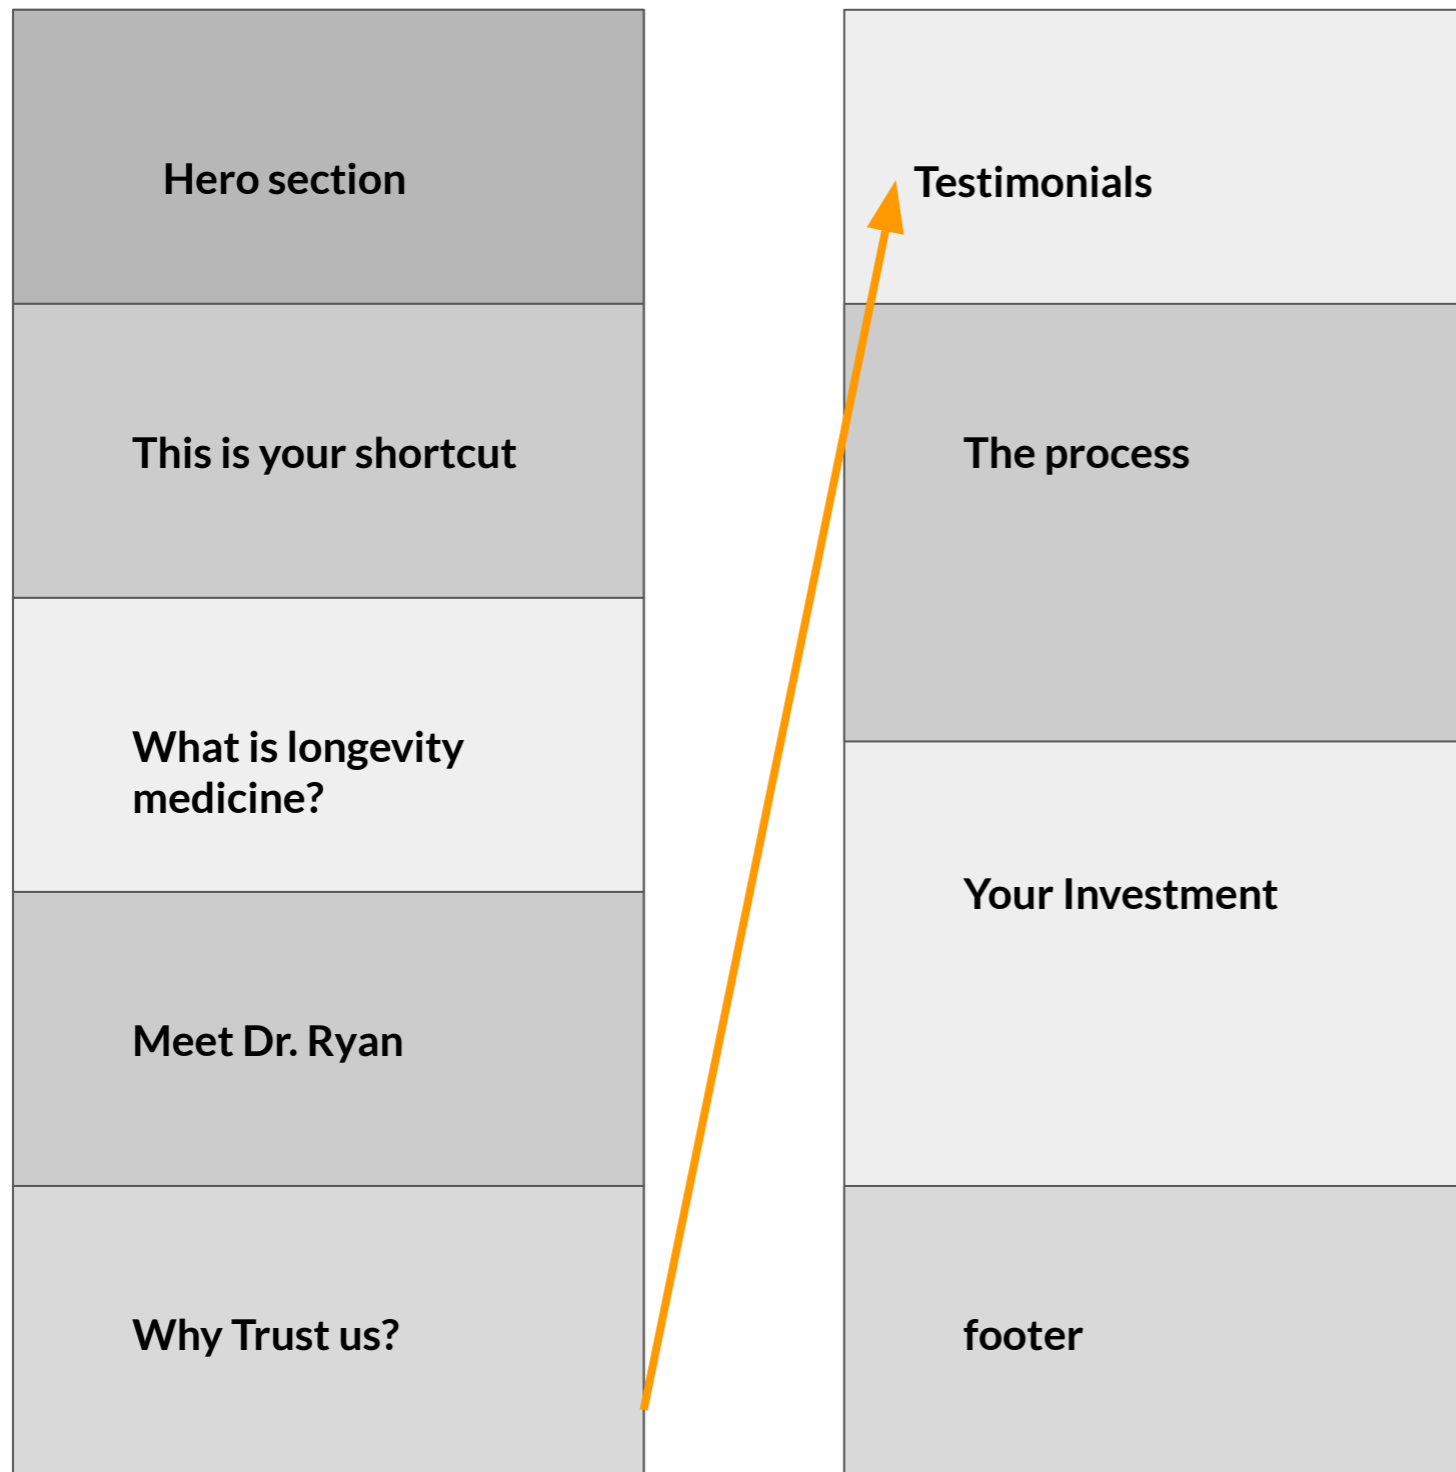 Hero section
This is your shortcut
What is longevity
medicine?
Meet Dr. Ryan
Why Trust us?
Testimonials
The process
Your Investment
footer